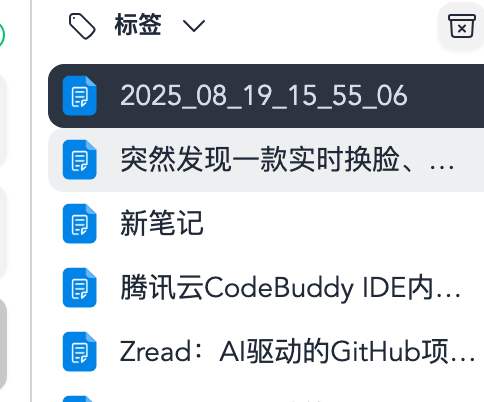 标签
2025_08_19_15_55_06
突然发现一款实时换脸、...
新笔记
腾讯云CodeBuddy IDE内...
Zread：AI驱动的GitHub项...